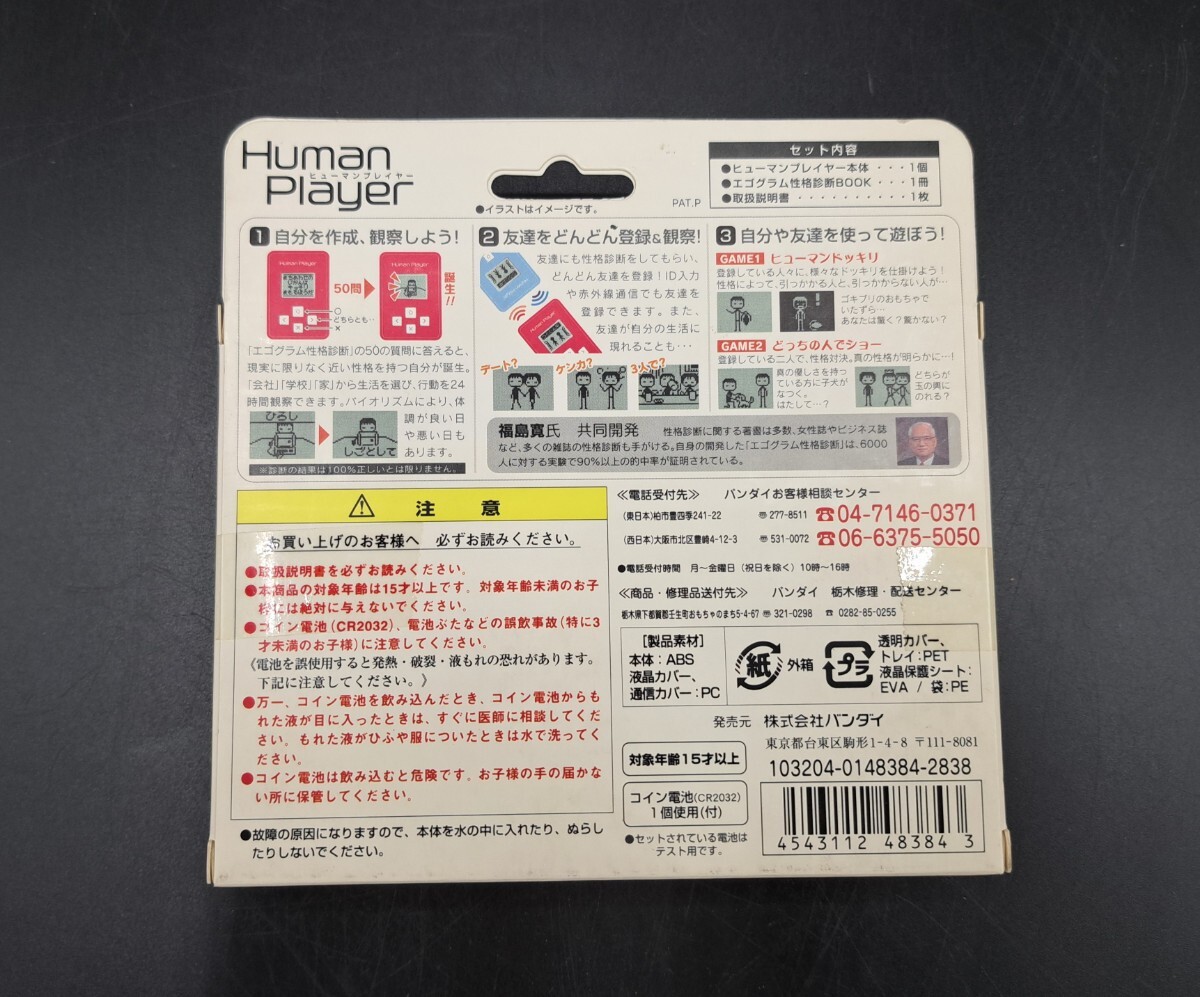 Human
ヒューマンプレイヤー
Player
●イラストはイメージです。
PAT.P
セット内容
●ヒューマンプレイヤー本体・・・1個
●エゴグラム性格診断BOOK・・・1冊
●取扱説明書・・・・・・・・・・1枚
1 自分を作成、観察しよう!
Human Player
Human Player
50問
誕生!!
○
どちらとも…
×
「エゴグラム性格診断」の50の質問に答えると、
現実に限りなく近い性格を持つ自分が誕生。
「会社」「学校」「家」から生活を選び、行動を24
時間観察できます。バイオリズムにより、体
調が良い日
や悪い日も
あります。
ひろし
しごとして
※診断の結果は100%正しいとは限りません。
2 友達をどんどん登録&観察!
友達にも性格診断をしてもらい、
どんどん友達を登録!ID入力
や赤外線通信でも友達を
登録できます。また、
友達が自分の生活に
現れることも・・・
Human Player
デート?
ケンカ?
3人で?
3 自分や友達を使って遊ぼう!
GAME1 ヒューマンドッキリ
登録している人々に、様々なドッキリを仕掛けよう!
性格によって、引っかかる人と、引っかからない人が…
ゴキブリのおもちゃで
いたずら…
あなたは驚く?驚かない?
GAME2 どっちの人でショー
登録している二人で、性格対決。真の性格が明らかに…!
真の優しさを持っ
ている方に子犬が
なつく。
はたして…?
どちらが
玉の輿に
のれる?
福島寛氏 共同開発 性格診断に関する著書は多数、女性誌やビジネス誌
など、多くの雑誌の性格診断も手がける。自身の開発した「エゴグラム性格診断」は、6000
人に対する実験で90%以上的中率が証明されている。
注意
お買い上げのお客様へ 必ずお読みください。
●取扱説明書を必ずお読みください。
●本商品の対象年齢は15才以上です。対象年齢未満のお子
様には絶対に与えないでください。
●コイン電池(CR2032)、電池ぶたなどの誤飲事故(特に3
才未満のお子様)に注意してください。
《電池を誤使用すると発熱・破裂・液もれの恐れがあります。
下記に注意してください。》
●万一、コイン電池を飲み込んだとき、コイン電池からも
れた液が目に入ったときは、すぐに医師に相談してくだ
さい。もれた液がひふや服についたときは水で洗ってく
ださい。
●コイン電池は飲み込むと危険です。お子様の手の届かな
い所に保管してください。
●故障の原因になりますので、本体を水の中に入れたり、ぬらし
たりしないでください。
≪電話受付先≫ バンダイお客様相談センター
(東日本)柏市豊四季241-22 〒277-8511 ☎04-7146-0371
(西日本)大阪市北区豊崎4-12-3 〒531-0072 ☎06-6375-5050
●電話受付時間 月〜金曜日(祝日を除く)10時〜16時
≪商品・修理品送付先≫ バンダイ 栃木修理・配送センター
栃木県下都賀郡壬生町おもちゃのまち5-4-67 〒321-0298 ☎0282-85-0255
[製品素材]
本体:ABS
液晶カバー、
通信カバー:PC
紙
外箱
プラ
透明カバー、
トレイ:PET
液晶保護シート:
EVA / 袋:PE
発売元 株式会社バンダイ
東京都台東区駒形1-4-8 〒111-8081
対象年齢15才以上
103204-0148384-2838
コイン電池(CR2032)
1個使用(付)
●セットされている電池は
テスト用です。
4 543112 483843